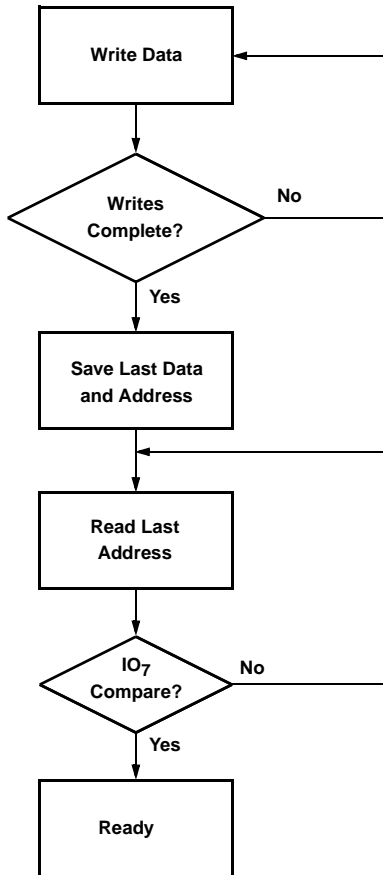 Write Data
Writes
Complete?
No
Yes
Save Last Data
and Address
Read Last
Address
IO7
Compare?
No
Yes
Ready